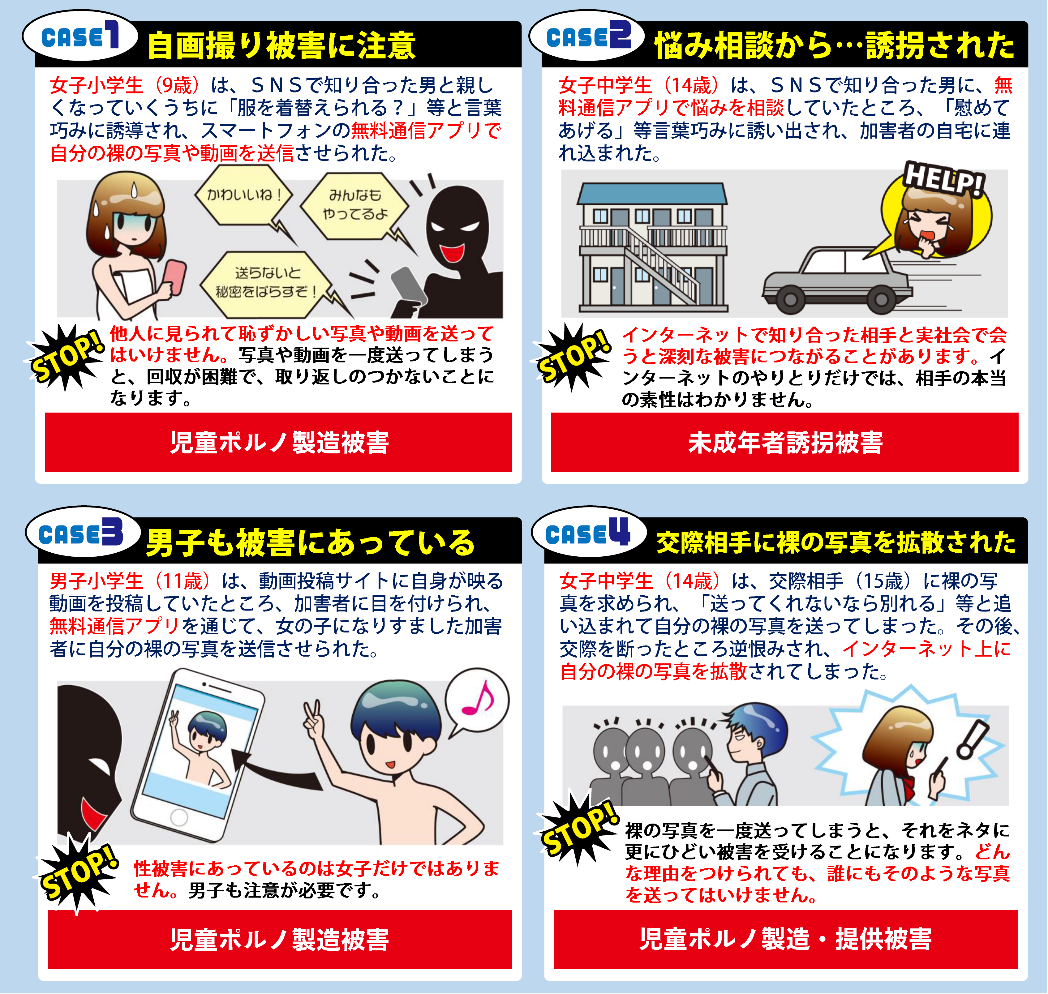 CASE1 自画撮り被害に注意
女子小学生（9歳）は、ＳＮＳで知り合った男と親し
くなっていくうちに「服を着替えられる？」等と言葉
巧みに誘導され、スマートフォンの無料通信アプリで
自分の裸の写真や動画を送信させられた。
かわいいね！
みんなも
やってるよ
送らないと
秘密をばらすぞ！
STOP!
他人に見られて恥ずかしい写真や動画を送って
はいけません。写真や動画を一度送ってしまう
と、回収が困難で、取り返しのつかないことに
なります。
児童ポルノ製造被害
CASE2 悩み相談から…誘拐された
女子中学生（14歳）は、ＳＮＳで知り合った男に、無
料通信アプリで悩みを相談していたところ、「慰めて
あげる」等言葉巧みに誘い出され、加害者の自宅に連
れ込まれた。
HELP!
STOP!
インターネットで知り合った相手と実社会で会
うと深刻な被害につながることがあります。イ
ンターネットのやりとりだけでは、相手の本当
の素性はわかりません。
未成年者誘拐被害
CASE3 男子も被害にあっている
男子小学生（11歳）は、動画投稿サイトに自身が映る
動画を投稿していたところ、加害者に目を付けられ、
無料通信アプリを通じて、女の子になりすました加害
者に自分の裸の写真を送信させられた。
STOP!
性被害にあっているのは女子だけではありま
せん。男子も注意が必要です。
児童ポルノ製造被害
CASE4 交際相手に裸の写真を拡散された
女子中学生（14歳）は、交際相手（15歳）に裸の写
真を求められ、「送ってくれないなら別れる」等と追
い込まれて自分の裸の写真を送ってしまった。その後、
交際を断ったところ逆恨みされ、インターネット上に
自分の裸の写真を拡散されてしまった。
STOP!
裸の写真を一度送ってしまうと、それをネタに
更にひどい被害を受けることになります。どん
な理由をつけられても、誰にもそのような写真
を送ってはいけません。
児童ポルノ製造・提供被害